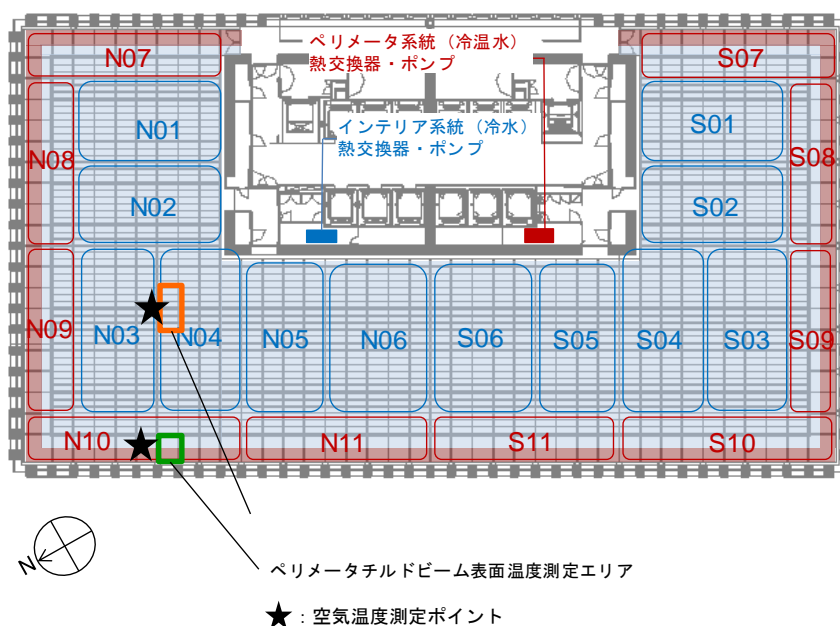 ペリメータ系統（冷温水）
熱交換器・ポンプ
N07
S07
インテリア系統（冷水）
熱交換器・ポンプ
N01
S01
N08
S08
N02
S02
N09
N03
N04
N05
N06
S06
S05
S04
S03
S09
N10
N11
S11
S10
N
ペリメータチルドビーム表面温度測定エリア
★：空気温度測定ポイント